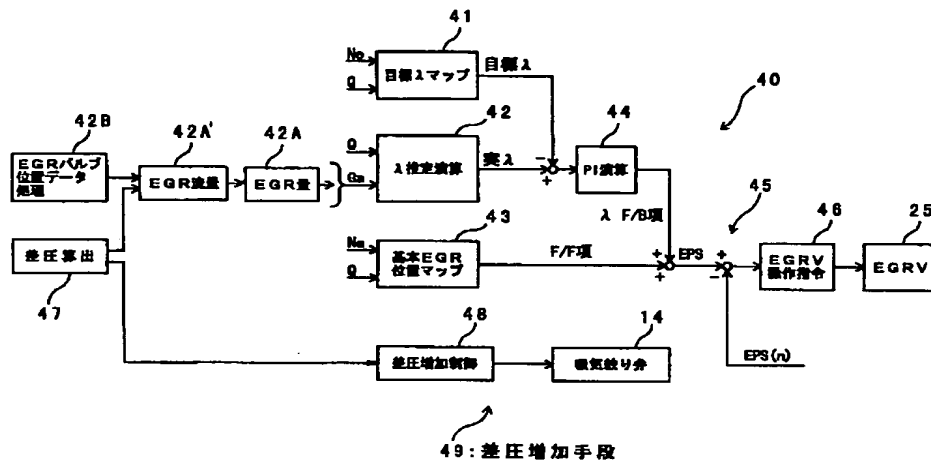 41
Ne
Q
目標λマップ
目標λ
40
42B
EGRバルブ
位置データ
処理
42A'
EGR流量
42A
EGR量
42
Q
Ga
λ推定演算
実λ
-
+
44
PI演算
λ F/B項
43
Ne
Q
基本EGR
位置マップ
F/F項
+
+
EPS
45
+
-
46
EGRV
操作指令
25
EGRV
EPS(n)
差圧算出
47
48
差圧増加制御
14
吸気絞り弁
49:差圧増加手段